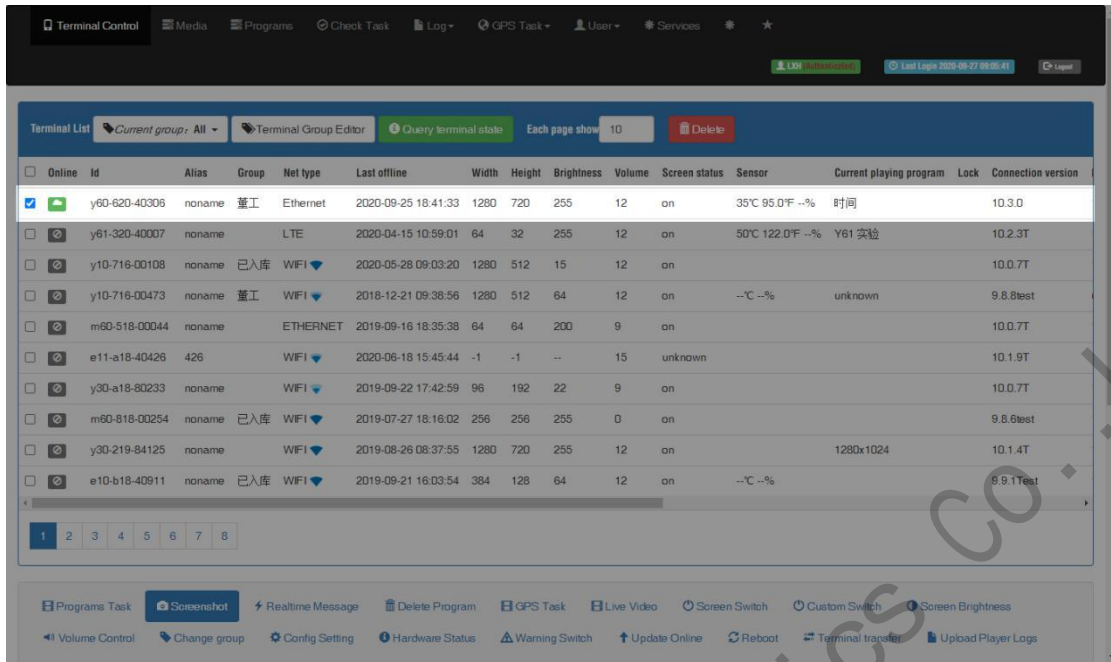 Terminal Control Media Programs Check Task Log GPS Task User Services
LXH (Authenticated) Last Login 2020-09-27 09:05:41 Logout
Terminal List Current group: All Terminal Group Editor Query terminal state Each page show 10 Delete
Online Id Alias Group Net type Last offline Width Height Brightness Volume Screen status Sensor Current playing program Lock Connection version
y60-620-40306 noname 董工 Ethernet 2020-09-25 18:41:33 1280 720 255 12 on 35℃ 95.0℉ --% 时间 10.3.0
y61-320-40007 noname LTE 2020-04-15 10:59:01 64 32 255 12 on 50℃ 122.0℉ --% Y61 实验 10.2.3T
y10-716-00108 noname 已入库 WIFI 2020-05-28 09:03:20 1280 512 15 12 on 10.0.7T
y10-716-00473 noname 董工 WIFI 2018-12-21 09:38:56 1280 512 64 12 on --℃ --% unknown 9.8.8test
m60-518-00044 noname ETHERNET 2019-09-16 18:35:38 64 64 200 9 on 10.0.7T
e11-a18-40426 426 WIFI 2020-06-18 15:45:44 -1 -1 -- 15 unknown 10.1.9T
y30-a18-80233 noname WIFI 2019-09-22 17:42:59 96 192 22 9 on 10.0.7T
m60-818-00254 noname 已入库 WIFI 2019-07-27 18:16:02 256 256 255 0 on 9.8.6test
y30-219-84125 noname WIFI 2019-08-26 08:37:55 1280 720 255 12 on 1280x1024 10.1.4T
e10-b18-40911 noname 已入库 WIFI 2019-09-21 16:03:54 384 128 64 12 on --℃ --% 9.9.1Test
1 2 3 4 5 6 7 8
Programs Task Screenshot Realtime Message Delete Program GPS Task Live Video Screen Switch Custom Switch Screen Brightness
Volume Control Change group Config Setting Hardware Status Warning Switch Update Online Reboot Terminal transfer Upload Player Logs